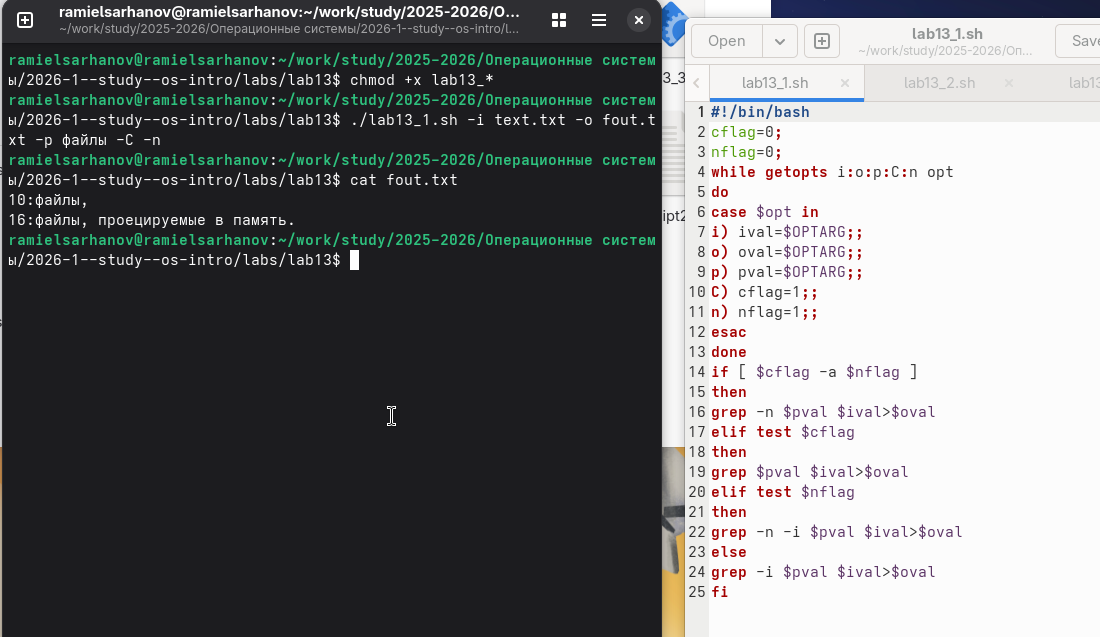 ramielsarhanov@ramielsarhanov:~/work/study/2025-2026/О...
~/work/study/2025-2026/Операционные системы/2026-1--study--os-intro/l...
ramielsarhanov@ramielsarhanov:~/work/study/2025-2026/Операционные систем
ы/2026-1--study--os-intro/labs/lab13$ chmod +x lab13_*
ramielsarhanov@ramielsarhanov:~/work/study/2025-2026/Операционные систем
ы/2026-1--study--os-intro/labs/lab13$ ./lab13_1.sh -i text.txt -o fout.t
xt -p файлы -C -n
ramielsarhanov@ramielsarhanov:~/work/study/2025-2026/Операционные систем
ы/2026-1--study--os-intro/labs/lab13$ cat fout.txt
10:файлы,
16:файлы, проецируемые в память.
ramielsarhanov@ramielsarhanov:~/work/study/2025-2026/Операционные систем
ы/2026-1--study--os-intro/labs/lab13$
3_3
ipt2
Open
lab13_1.sh
~/work/study/2025-2026/Оп...
Save
lab13_1.sh
lab13_2.sh
lab13
1 #!/bin/bash
2 cflag=0;
3 nflag=0;
4 while getopts i:o:p:C:n opt
5 do
6 case $opt in
7 i) ival=$OPTARG;;
8 o) oval=$OPTARG;;
9 p) pval=$OPTARG;;
10 C) cflag=1;;
11 n) nflag=1;;
12 esac
13 done
14 if [ $cflag -a $nflag ]
15 then
16 grep -n $pval $ival>$oval
17 elif test $cflag
18 then
19 grep $pval $ival>$oval
20 elif test $nflag
21 then
22 grep -n -i $pval $ival>$oval
23 else
24 grep -i $pval $ival>$oval
25 fi